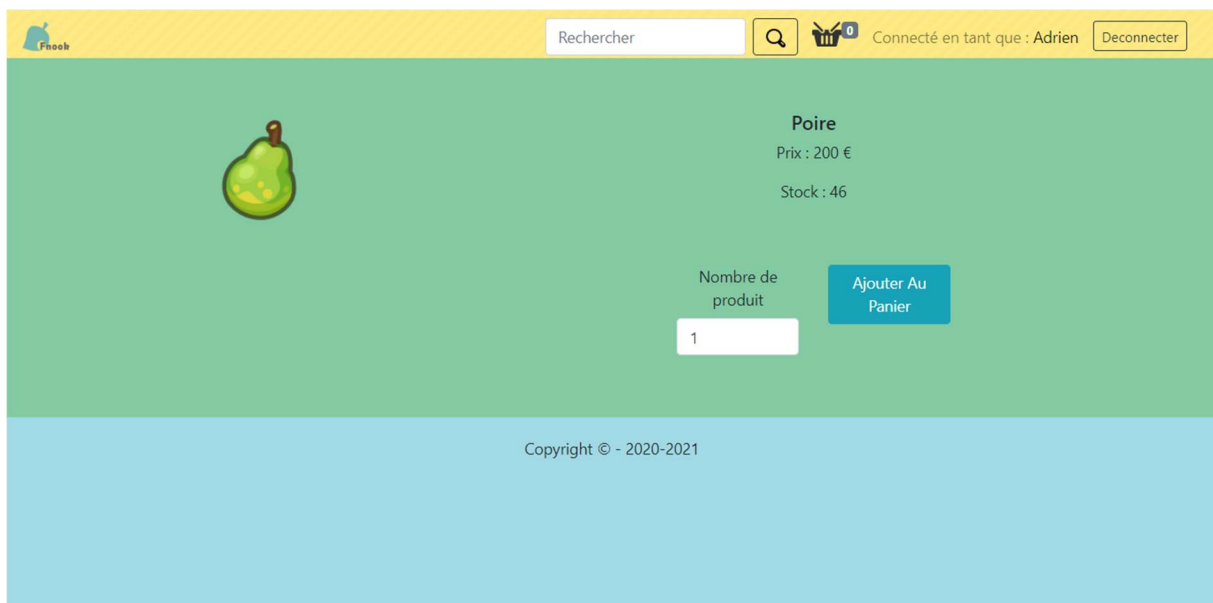 Fnook
Rechercher
0
Connecté en tant que : Adrien
Deconnecter
Poire
Prix : 200 €
Stock : 46
Nombre de
produit
Ajouter Au
Panier
1
Copyright © - 2020-2021